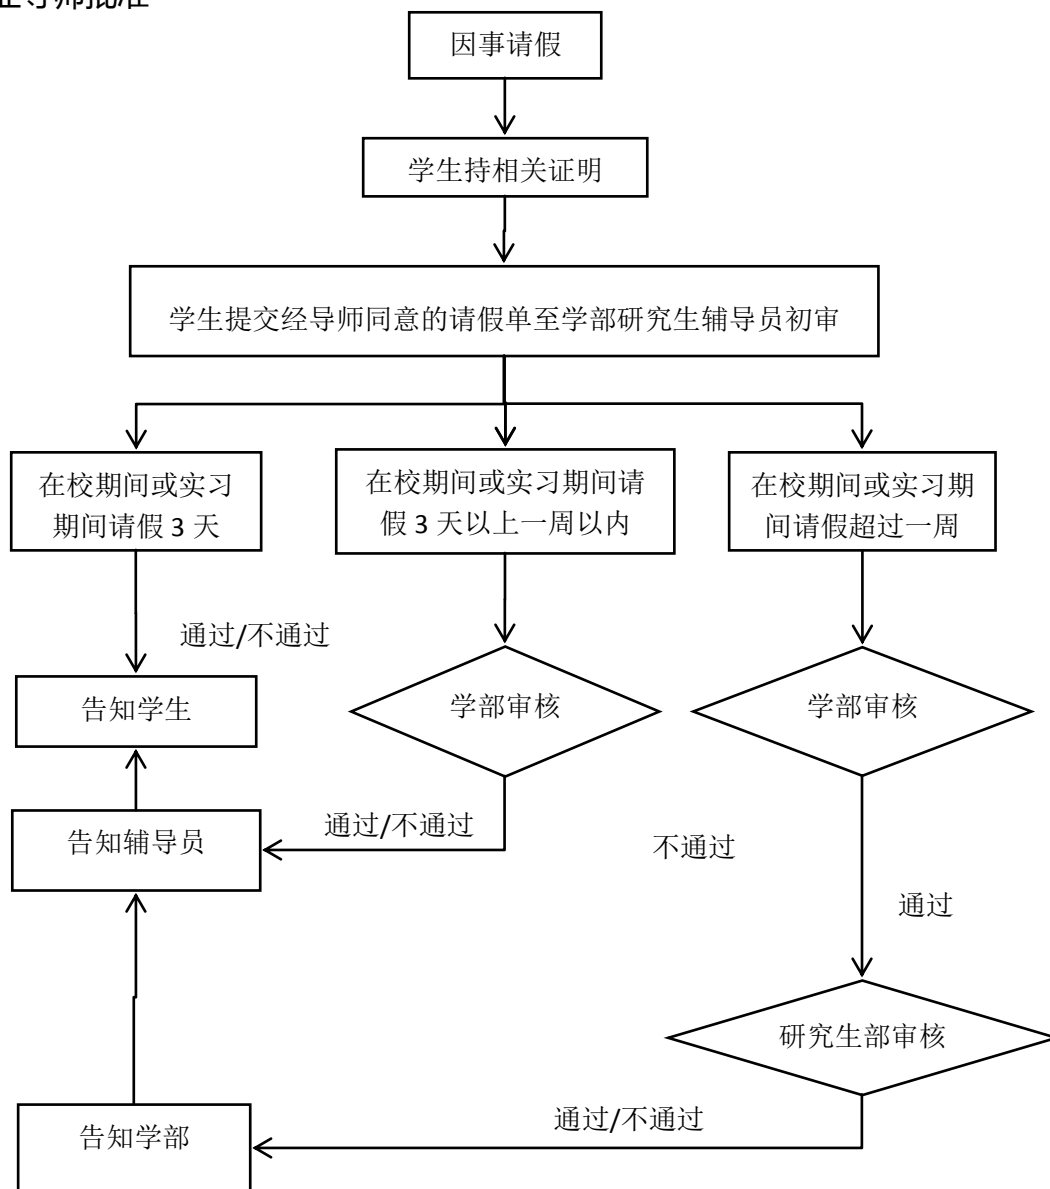 导师批准
因事请假
学生持相关证明
学生提交经导师同意的请假单至学部研究生辅导员初审
在校期间或实习
期间请假 3 天
在校期间或实习期间请
假 3 天以上一周以内
在校期间或实习期
间请假超过一周
通过/不通过
告知学生
学部审核
学部审核
告知辅导员
通过/不通过
不通过
通过
研究生部审核
告知学部
通过/不通过